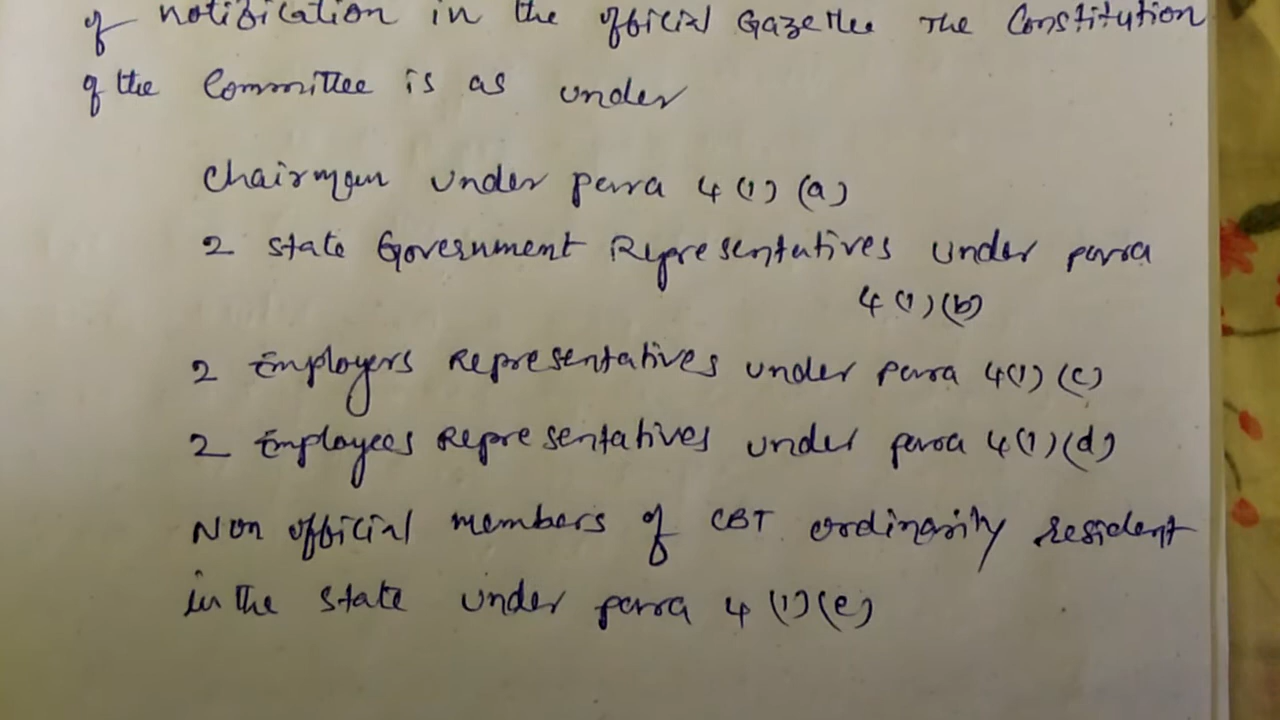 of notification in the official Gazette The Constitution
of the Committee is as under
Chairman under para 4 (1) (a)
2 State Government Representatives under para
4 (1) (b)
2 Employers Representatives under para 4(1) (c)
2 Employees Representatives under para 4(1) (d)
Non official members of CBT ordinarity resident
in the state under para 4 (1) (e)